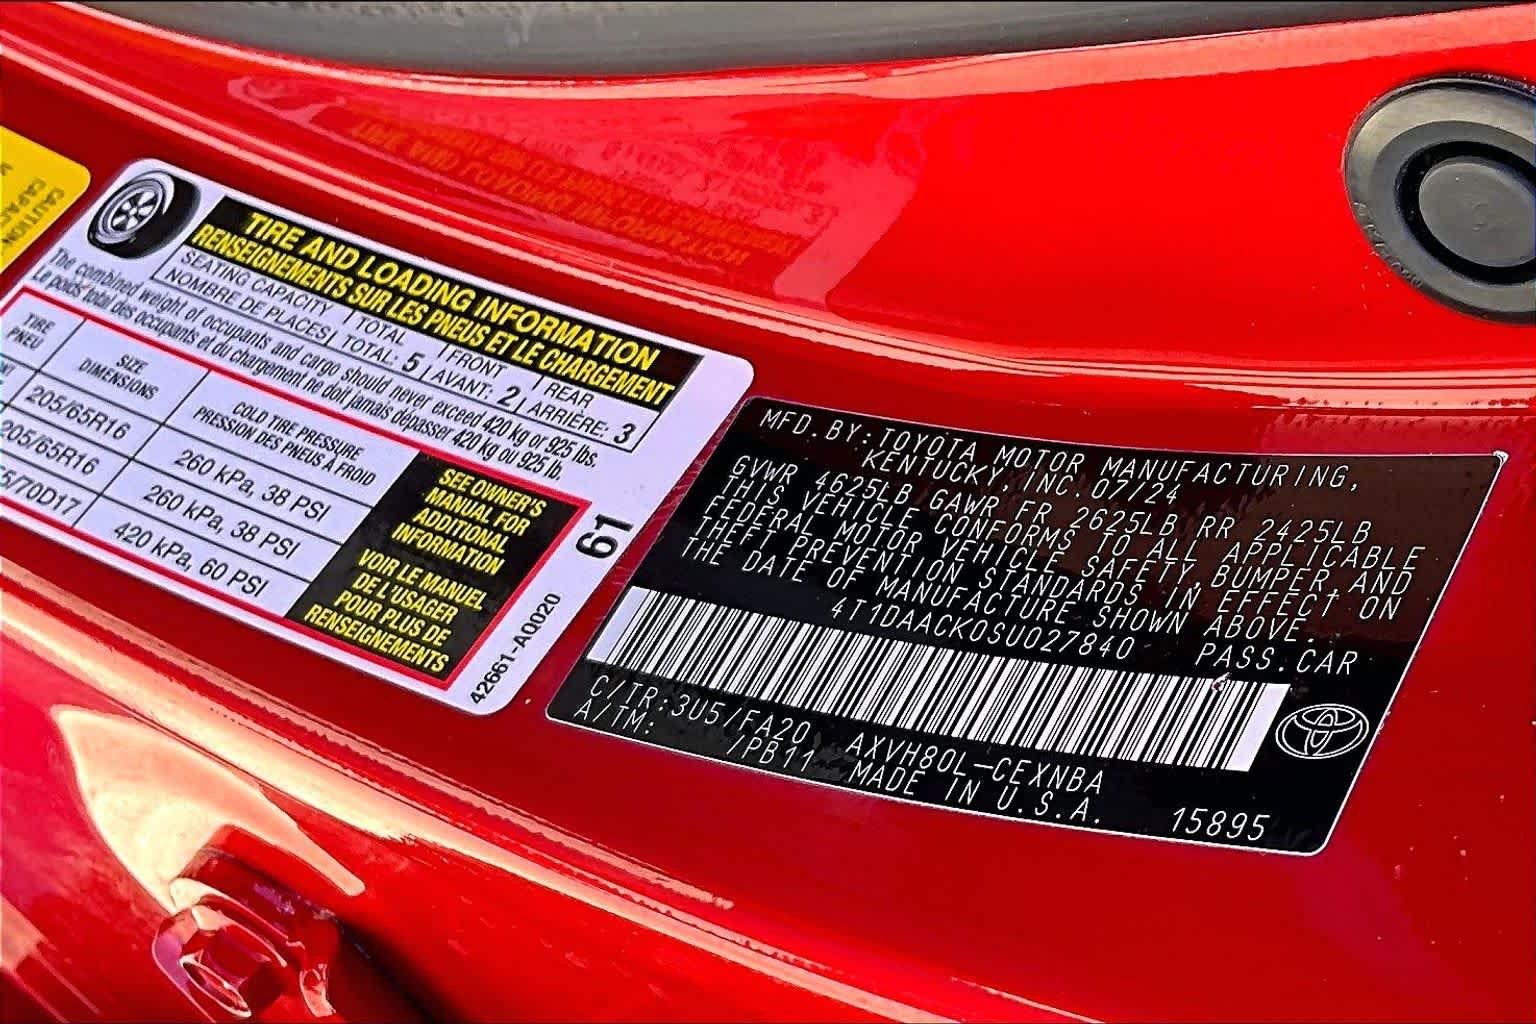 CAUTION
CAPAC
TIRE AND LOADING INFORMATION
RENSEIGNEMENTS SUR LES PNEUS ET LE CHARGEMENT
SEATING CAPACITY | TOTAL | FRONT | REAR
NOMBRE DE PLACES | TOTAL: 5 | AVANT: 2 | ARRIÈRE: 3
The combined weight of occupants and cargo should never exceed 420 kg or 925 lbs.
Le poids total des occupants et du chargement ne doit jamais dépasser 420 kg ou 925 lb.
TIRE SIZE COLD TIRE PRESSURE
PNEU DIMENSIONS PRESSION DES PNEUS À FROID
205/65R16 260 kPa, 38 PSI
205/65R16 260 kPa, 38 PSI
5/70D17 420 kPa, 60 PSI
SEE OWNER'S
MANUAL FOR
ADDITIONAL
INFORMATION
VOIR LE MANUEL
DE L'USAGER
POUR PLUS DE
RENSEIGNEMENTS
61
42661-A0020
MFD. BY: TOYOTA MOTOR MANUFACTURING,
KENTUCKY, INC. 07/24
GVWR 4625LB GAWR FR 2625LB RR 2425LB
THIS VEHICLE CONFORMS TO ALL APPLICABLE
FEDERAL MOTOR VEHICLE SAFETY, BUMPER, AND
THEFT PREVENTION STANDARDS IN EFFECT ON
THE DATE OF MANUFACTURE SHOWN ABOVE.
4T1DAACK0SU027840 PASS. CAR
C/TR: 3U5/FA20 AXVH80L-CEXNBA
A/TM: /PB11 MADE IN U.S.A.
15895